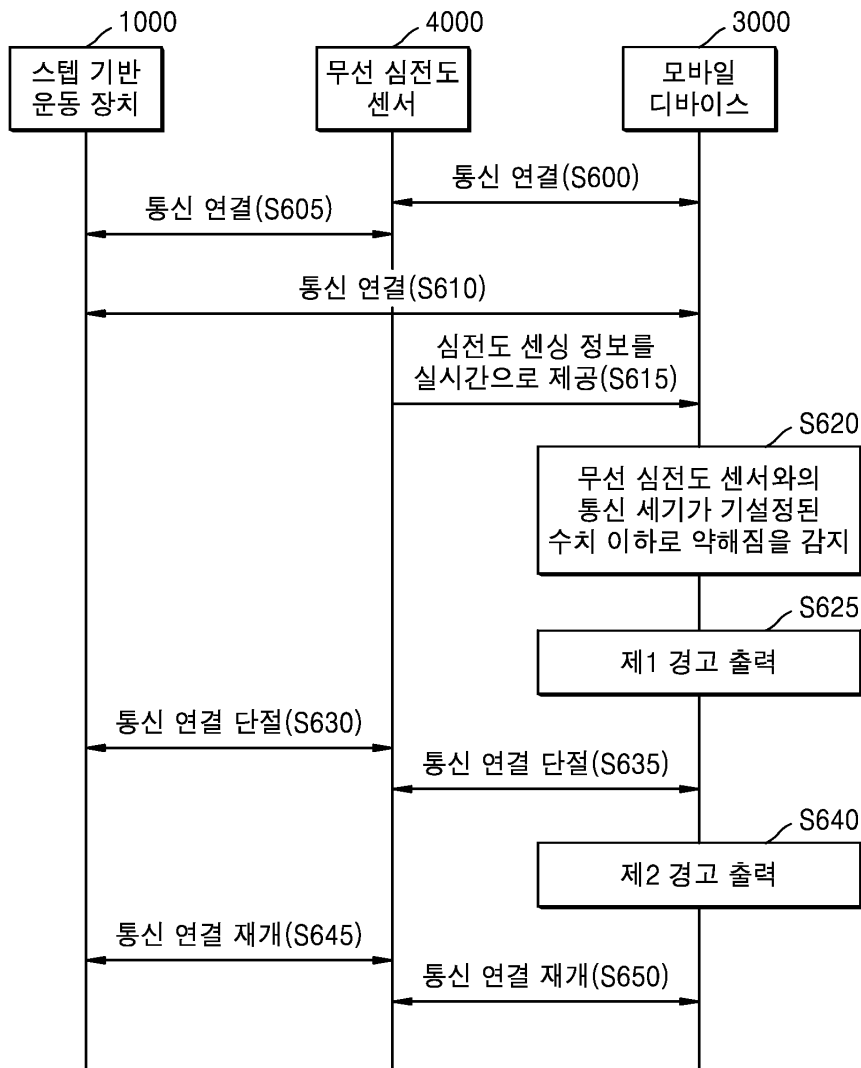 1000
4000
3000
스텝 기반
운동 장치
무선 심전도
센서
모바일
디바이스
통신 연결(S600)
통신 연결(S605)
통신 연결(S610)
심전도 센싱 정보를
실시간으로 제공(S615)
S620
무선 심전도 센서와의
통신 세기가 기설정된
수치 이하로 약해짐을 감지
S625
제1 경고 출력
통신 연결 단절(S630)
통신 연결 단절(S635)
S640
제2 경고 출력
통신 연결 재개(S645)
통신 연결 재개(S650)